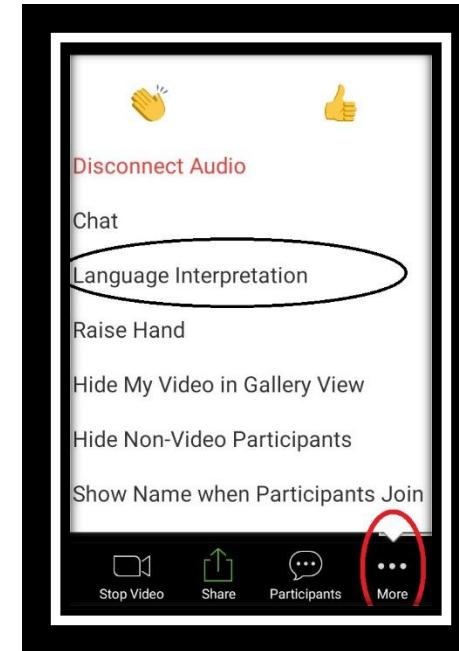 Disconnect Audio
Chat
Language Interpretation
Raise Hand
Hide My Video in Gallery View
Hide Non-Video Participants
Show Name when Participants Join
Stop Video Share Participants More